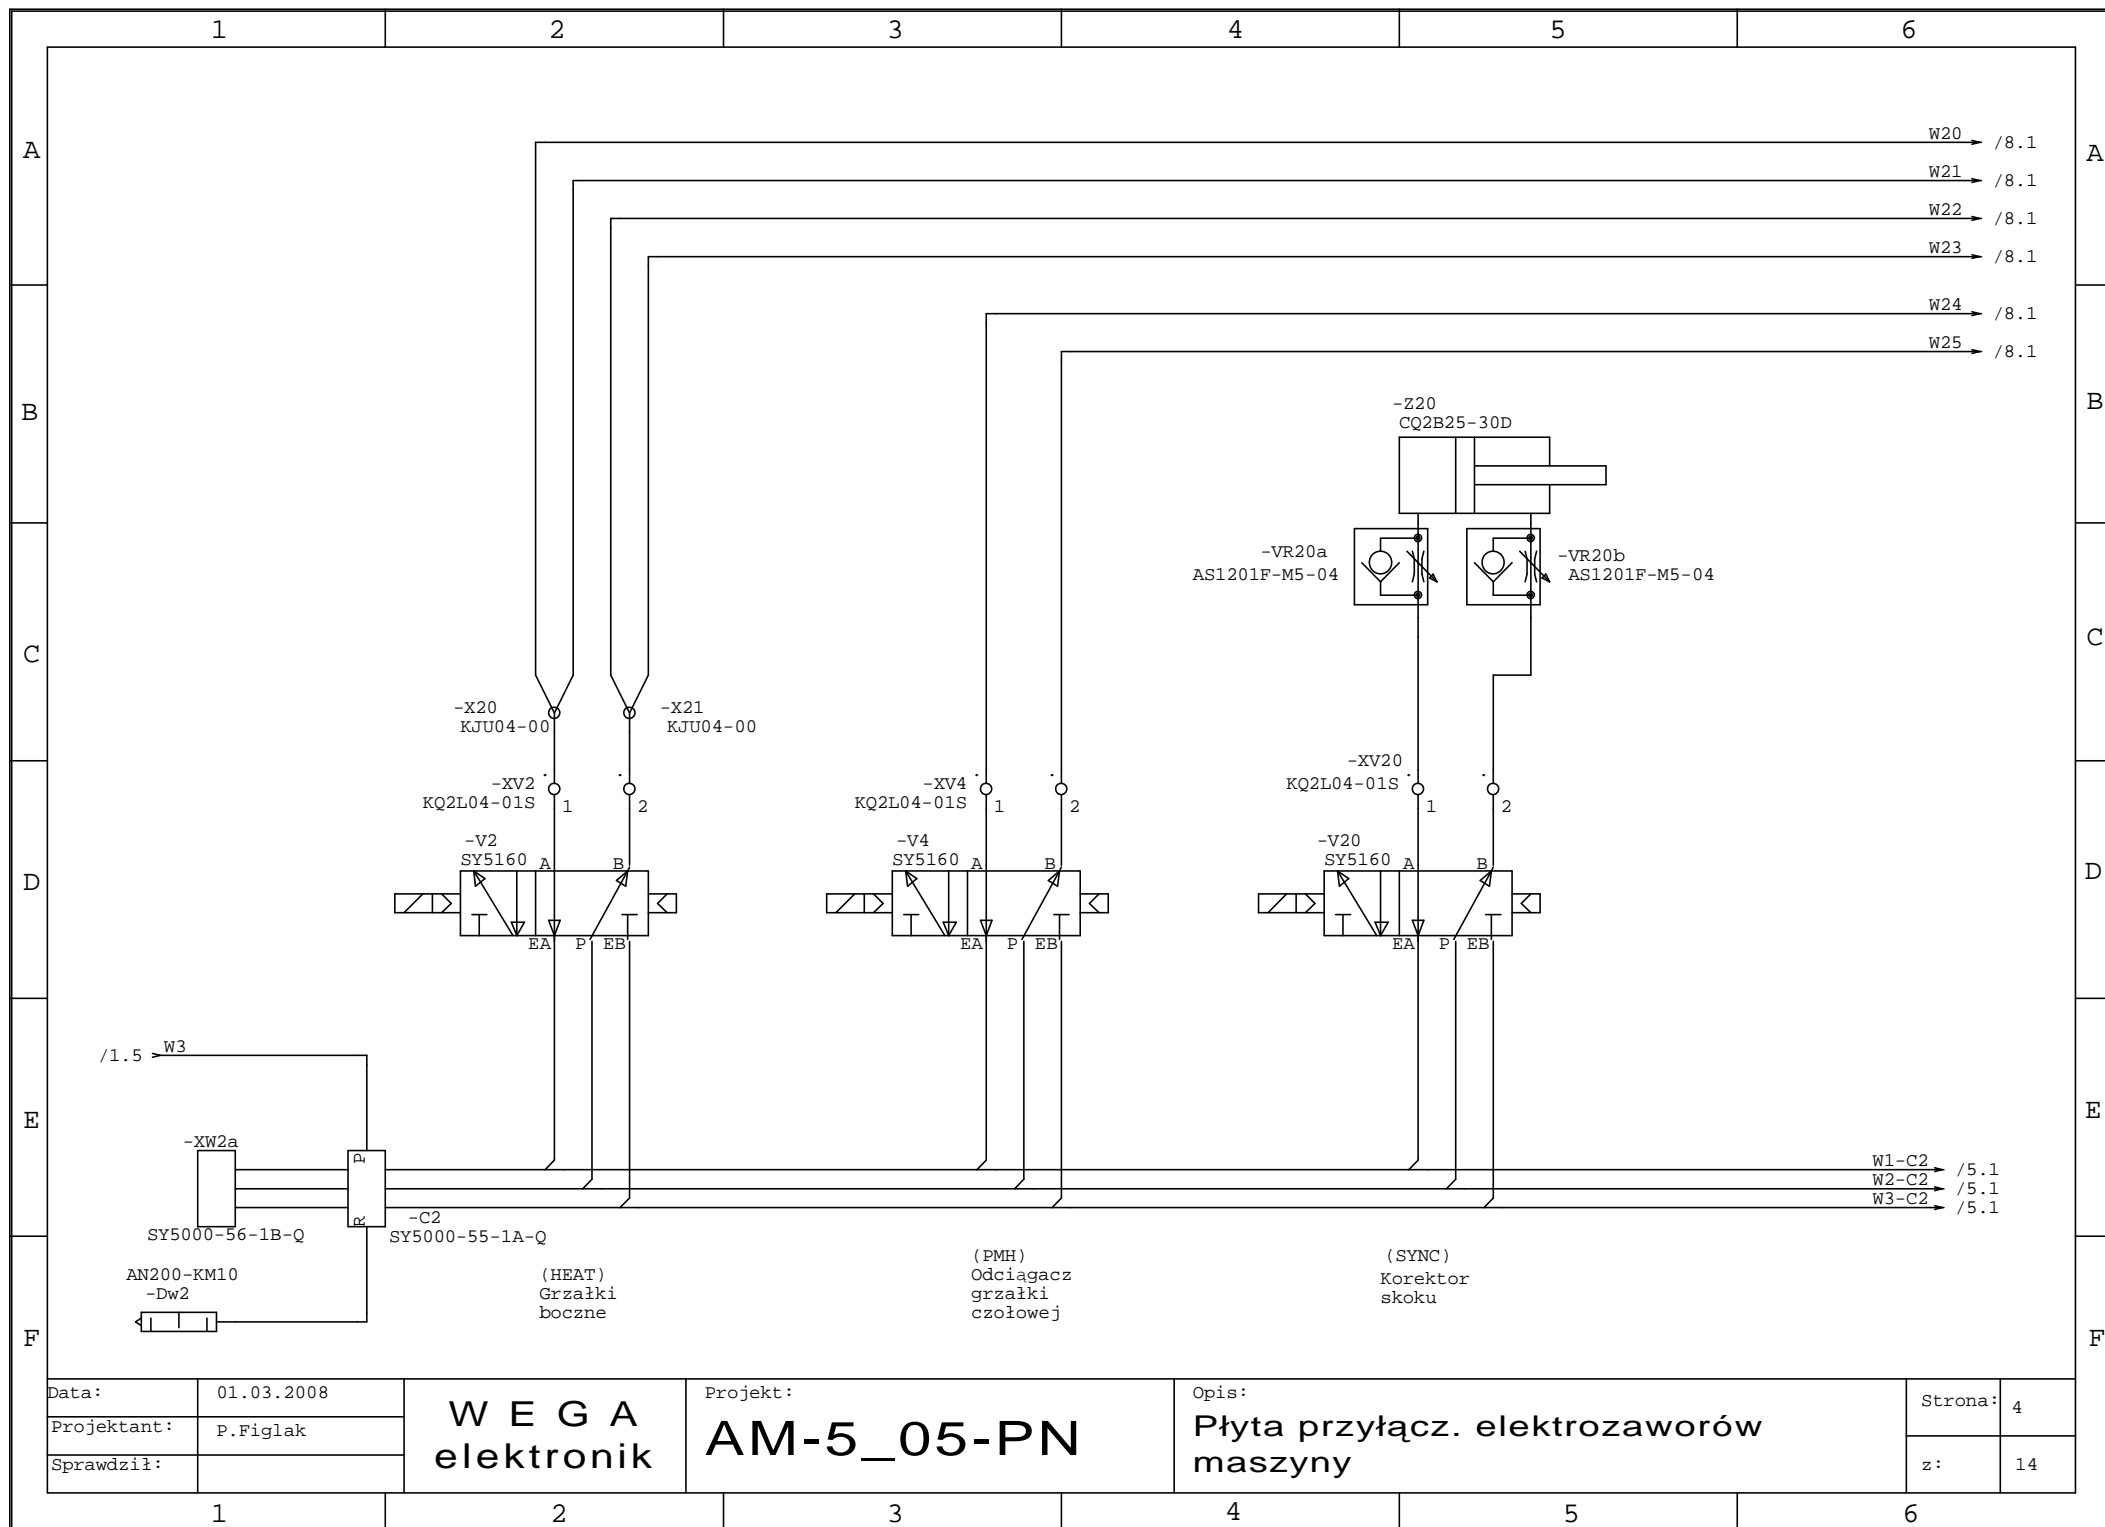 1 2 3 4 5 6
A A
W20 /8.1
W21 /8.1
W22 /8.1
W23 /8.1
W24 /8.1
W25 /8.1
B B
-Z20
CQ2B25-30D
-VR20a
AS1201F-M5-04
-VR20b
AS1201F-M5-04
C C
-X20
KJU04-00
-X21
KJU04-00
-XV2
KQ2L04-01S
1 2
-XV4
KQ2L04-01S
1 2
-XV20
KQ2L04-01S
1 2
-V2
SY5160 A B
-V4
SY5160 A B
-V20
SY5160 A B
D D
EA P EB
EA P EB
EA P EB
/1.5 W3
E E
-XW2a
SY5000-56-1B-Q
P
R
-C2
SY5000-55-1A-Q
W1-C2 /5.1
W2-C2 /5.1
W3-C2 /5.1
AN200-KM10
-Dw2
(HEAT)
Grzałki
boczne
(PMH)
Odciągacz
grzałki
czołowej
(SYNC)
Korektor
skoku
F F
Data: 01.03.2008
Projektant: P.Figlak
Sprawdził:
W E G A
elektronik
Projekt:
AM-5_05-PN
Opis:
Płyta przyłącz. elektrozaworów
maszyny
Strona: 4
z: 14
1 2 3 4 5 6